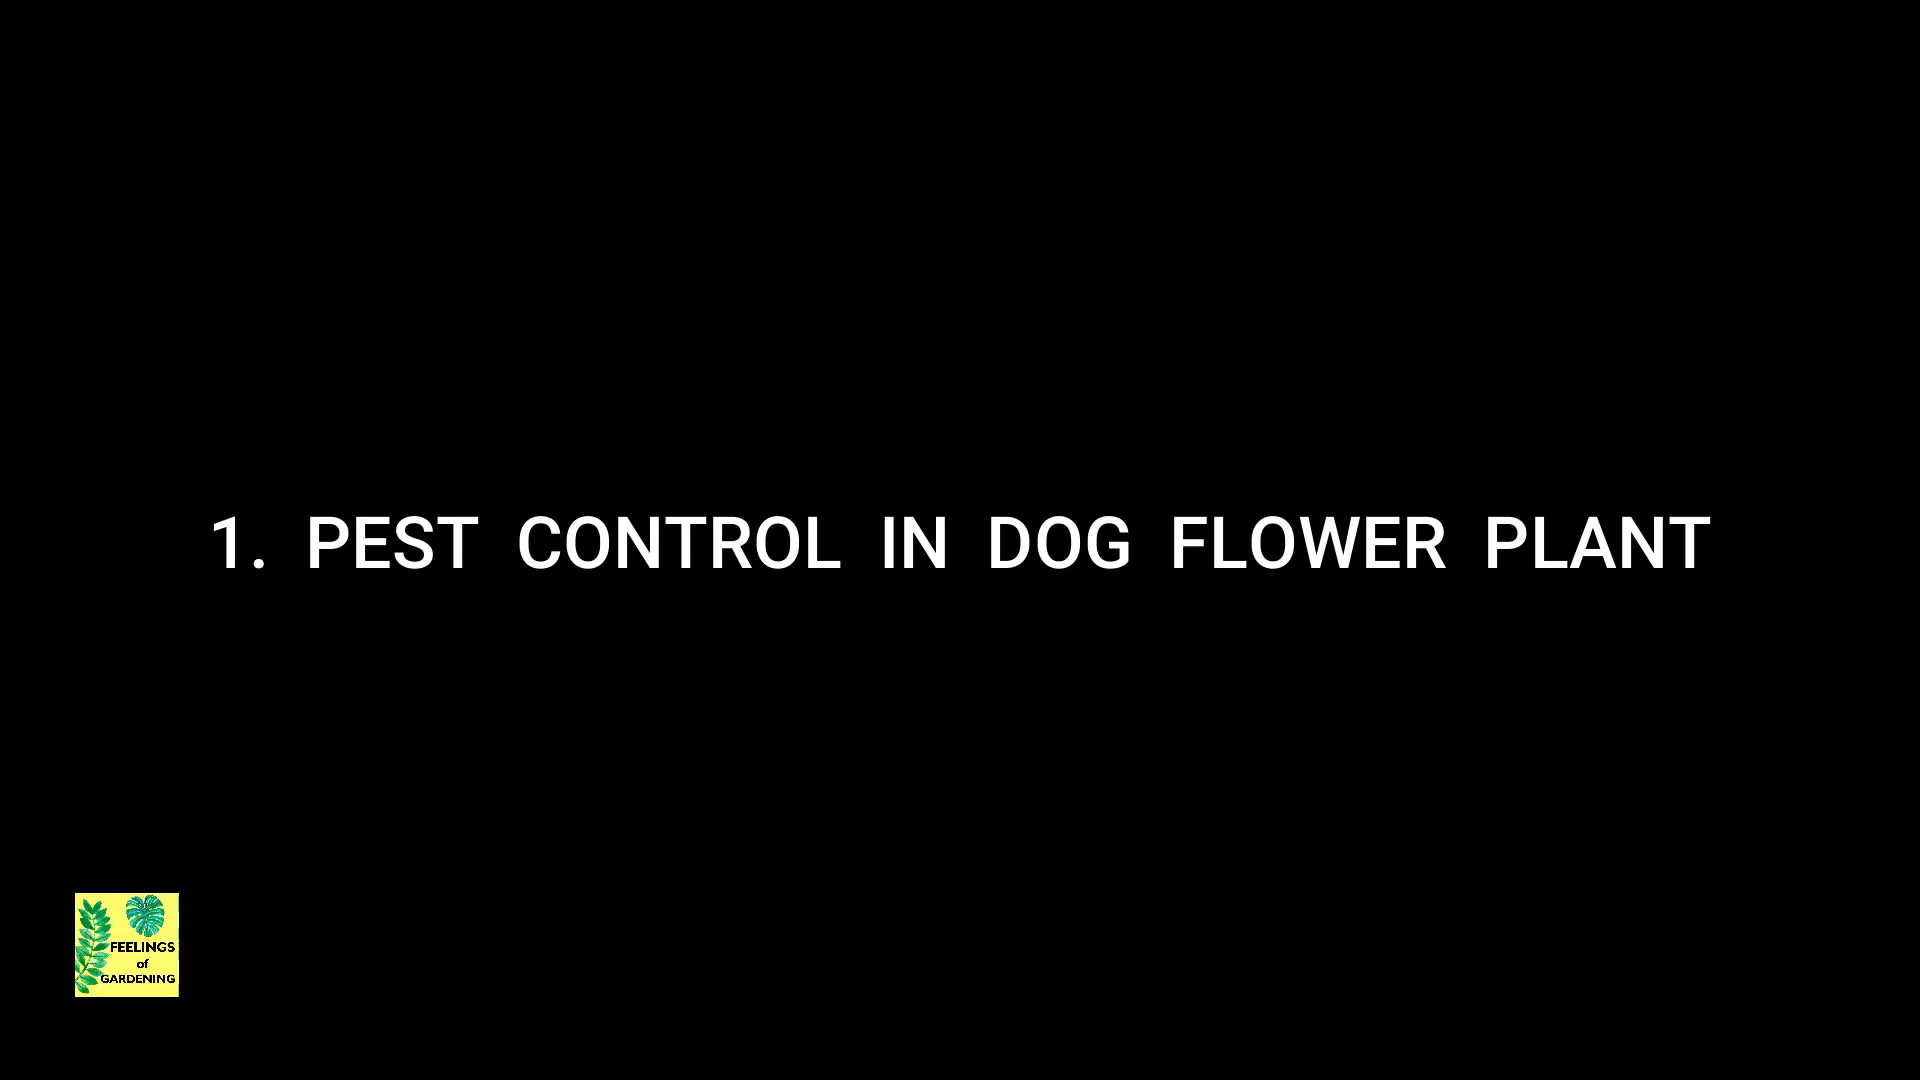 1. PEST CONTROL IN DOG FLOWER PLANT
FEELINGS
of
GARDENING